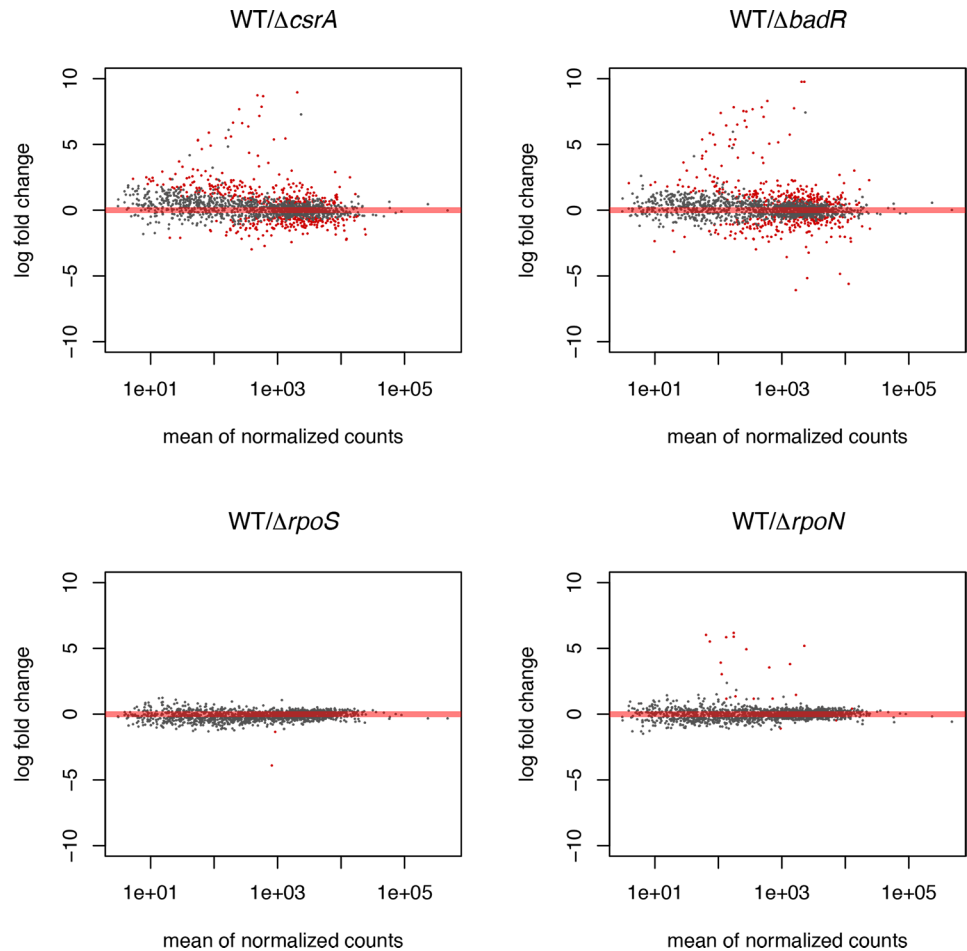 WT/ΔcsrA
log fold change
10
5
0
−5
−10
1e+01
1e+03
1e+05
mean of normalized counts
WT/ΔbadR
log fold change
10
5
0
−5
−10
1e+01
1e+03
1e+05
mean of normalized counts
WT/ΔrpoS
log fold change
10
5
0
−5
−10
1e+01
1e+03
1e+05
mean of normalized counts
WT/ΔrpoN
log fold change
10
5
0
−5
−10
1e+01
1e+03
1e+05
mean of normalized counts